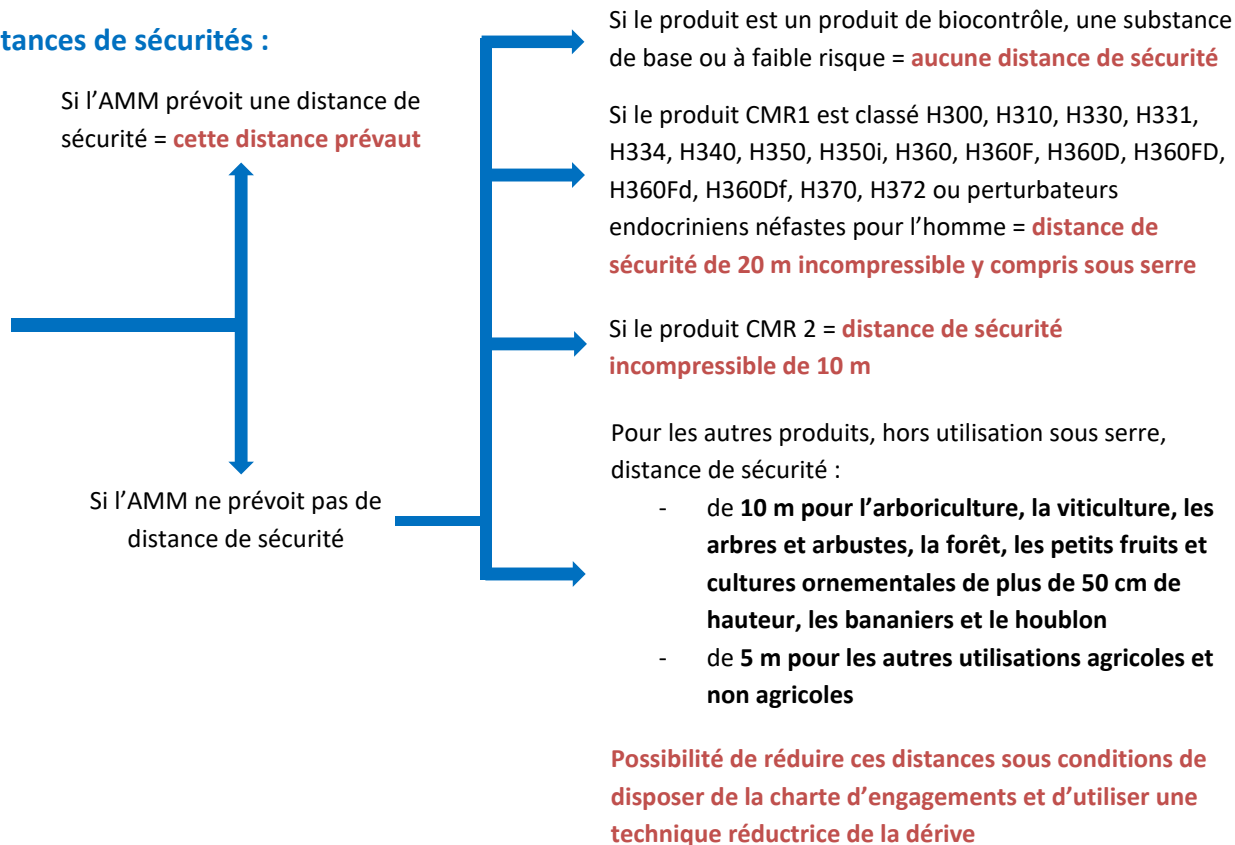 tances de sécurités :
Si l’AMM prévoit une distance de
sécurité = cette distance prévaut
Si l’AMM ne prévoit pas de
distance de sécurité
Si le produit est un produit de biocontrôle, une substance
de base ou à faible risque = aucune distance de sécurité
Si le produit CMR1 est classé H300, H310, H330, H331,
H334, H340, H350, H350i, H360, H360F, H360D, H360FD,
H360Fd, H360Df, H370, H372 ou perturbateurs
endocriniens néfastes pour l’homme = distance de
sécurité de 20 m incompressible y compris sous serre
Si le produit CMR 2 = distance de sécurité
incompressible de 10 m
Pour les autres produits, hors utilisation sous serre,
distance de sécurité :
- de 10 m pour l’arboriculture, la viticulture, les
arbres et arbustes, la forêt, les petits fruits et
cultures ornementales de plus de 50 cm de
hauteur, les bananiers et le houblon
- de 5 m pour les autres utilisations agricoles et
non agricoles
Possibilité de réduire ces distances sous conditions de
disposer de la charte d’engagements et d’utiliser une
technique réductrice de la dérive